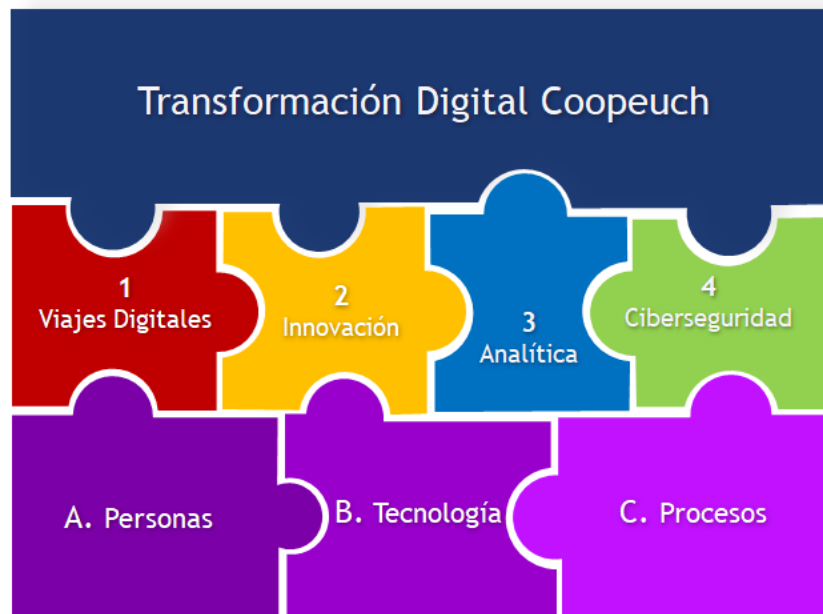 Transformación Digital Coopeuch
1
Viajes Digitales
2
Innovación
3
Analítica
4
Ciberseguridad
A. Personas
B. Tecnología
C. Procesos